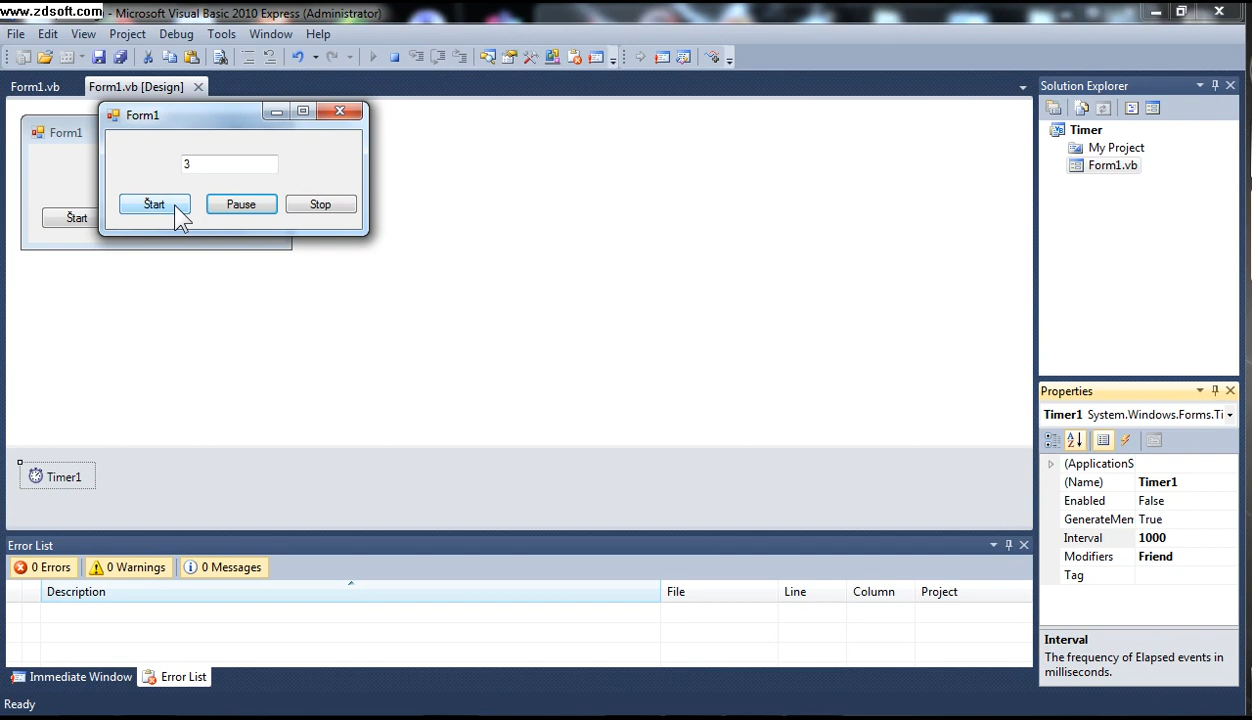 www.zdsoft.com - Microsoft Visual Basic 2010 Express (Administrator)
File Edit View Project Debug Tools Window Help
Form1.vb Form1.vb [Design]
Form1
Start
Form1
3
Start Pause Stop
Timer1
Solution Explorer
Timer
My Project
Form1.vb
Properties
Timer1 System.Windows.Forms.Ti
(ApplicationS
(Name) Timer1
Enabled False
GenerateMen True
Interval 1000
Modifiers Friend
Tag
Interval
The frequency of Elapsed events in
milliseconds.
Error List
0 Errors 0 Warnings 0 Messages
Description File Line Column Project
Immediate Window Error List
Ready